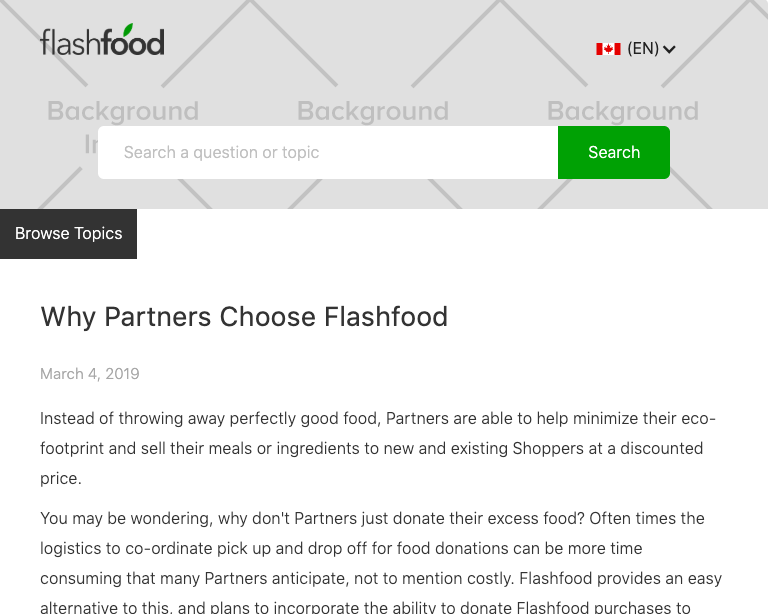 flashfood
(EN)
Background
Background
Background
Search a question or topic
Search
Browse Topics
Why Partners Choose Flashfood
March 4, 2019
Instead of throwing away perfectly good food, Partners are able to help minimize their eco-
footprint and sell their meals or ingredients to new and existing Shoppers at a discounted
price.
You may be wondering, why don't Partners just donate their excess food? Often times the
logistics to co-ordinate pick up and drop off for food donations can be more time
consuming that many Partners anticipate, not to mention costly. Flashfood provides an easy
alternative to this, and plans to incorporate the ability to donate Flashfood purchases to